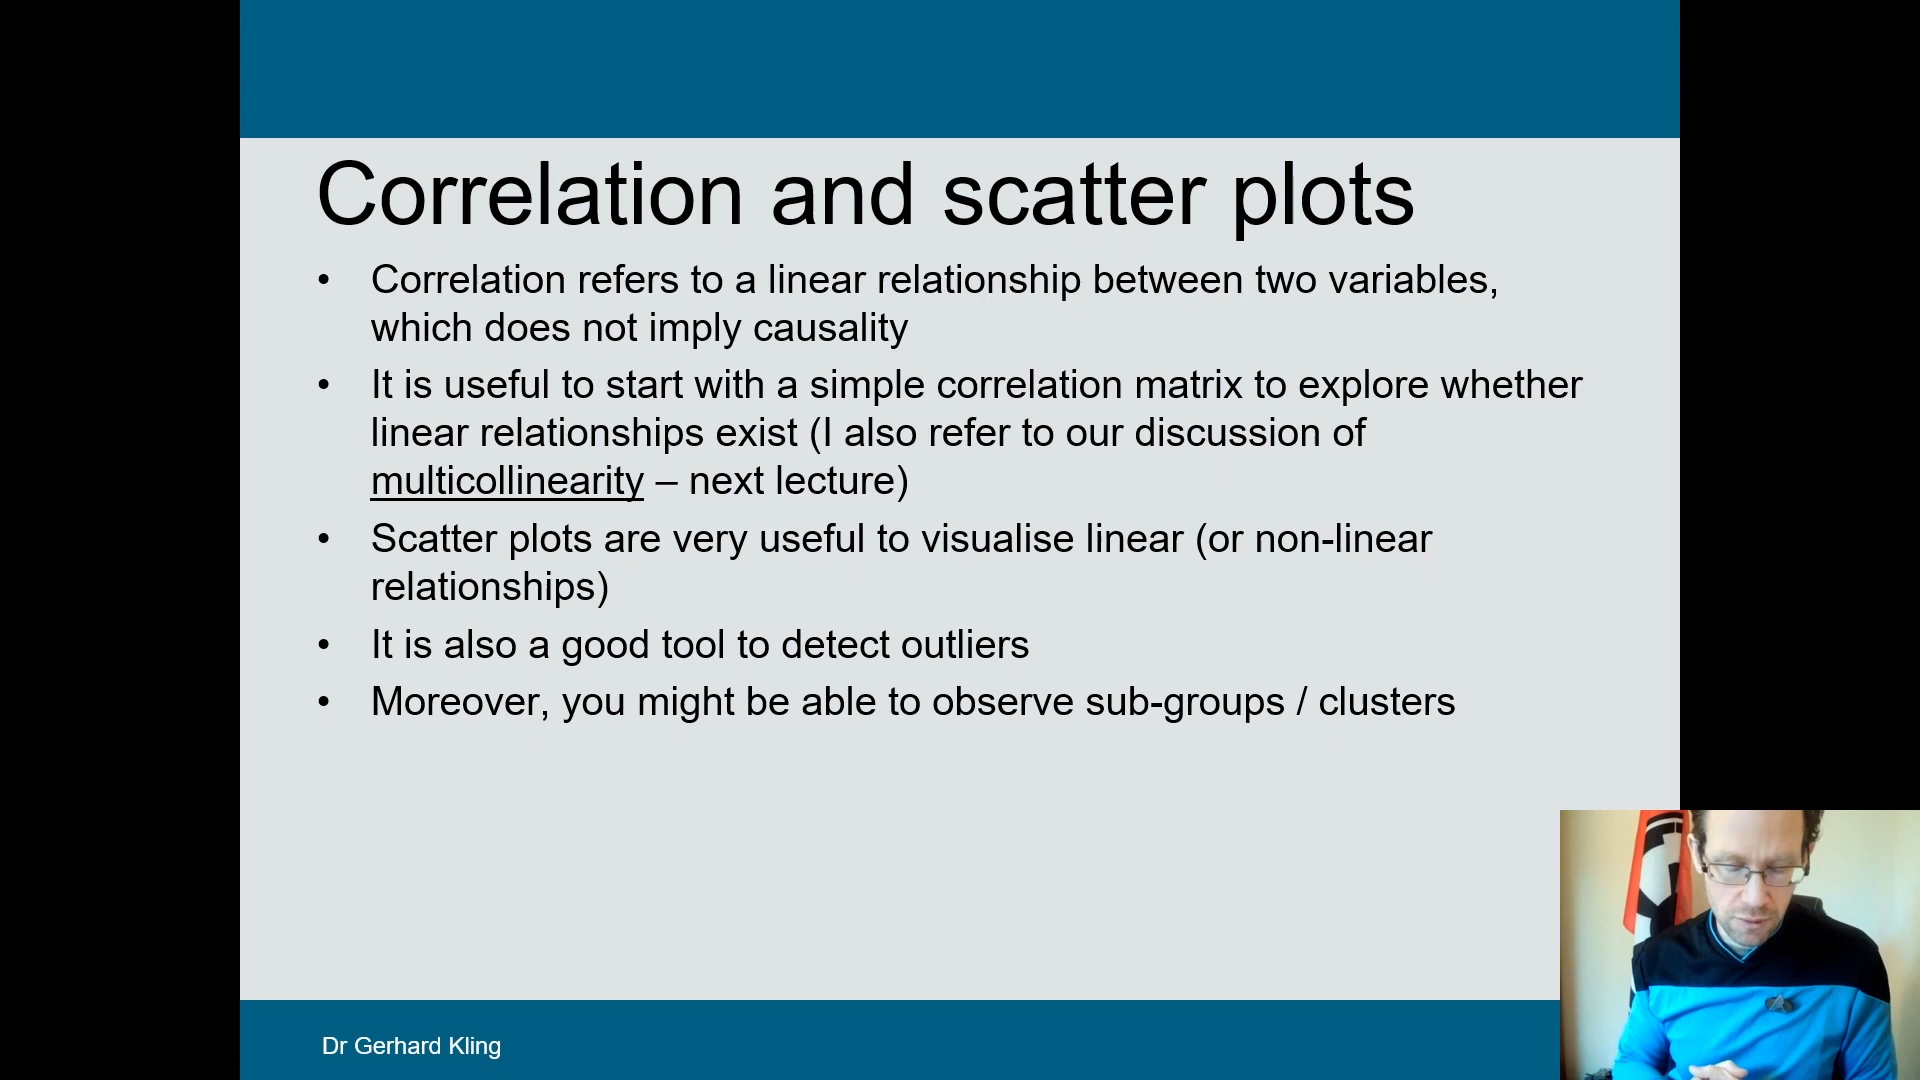 Correlation and scatter plots
• Correlation refers to a linear relationship between two variables,
which does not imply causality
• It is useful to start with a simple correlation matrix to explore whether
linear relationships exist (I also refer to our discussion of
multicollinearity – next lecture)
• Scatter plots are very useful to visualise linear (or non-linear
relationships)
• It is also a good tool to detect outliers
• Moreover, you might be able to observe sub-groups / clusters
Dr Gerhard Kling